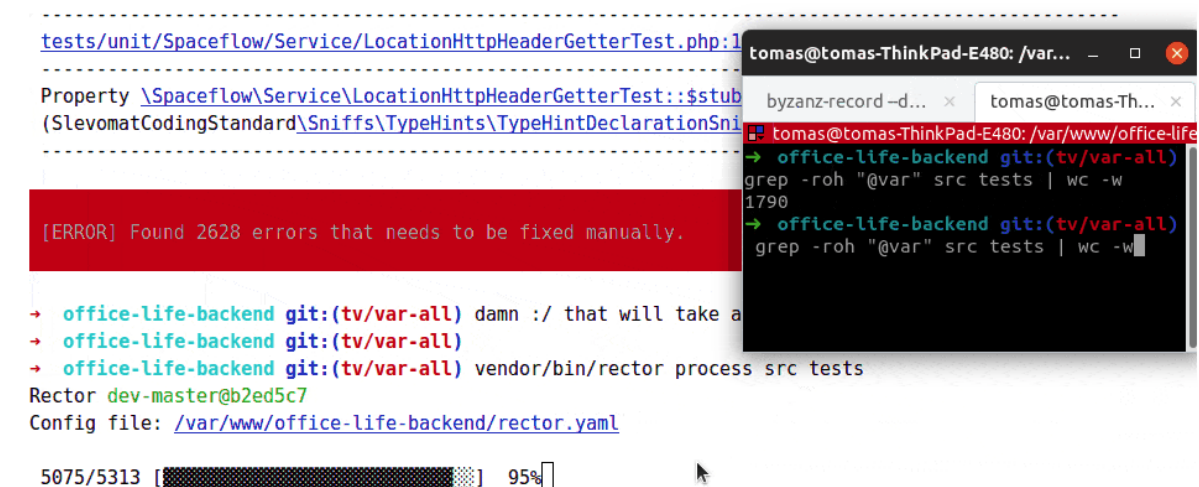 tests/unit/Spaceflow/Service/LocationHttpHeaderGetterTest.php:1
Property \Spaceflow\Service\LocationHttpHeaderGetterTest::$stub
(SlevomatCodingStandard\Sniffs\TypeHints\TypeHintDeclarationSni
[ERROR] Found 2628 errors that needs to be fixed manually.
➜ office-life-backend git:(tv/var-all) damn :/ that will take a
➜ office-life-backend git:(tv/var-all)
➜ office-life-backend git:(tv/var-all) vendor/bin/rector process src tests
Rector dev-master@b2ed5c7
Config file: /var/www/office-life-backend/rector.yaml
5075/5313 [▓▓▓▓▓▓▓▓▓▓▓▓▓▓▓▓▓▓▓▓▓▓▓▓▓▓░░] 95%
tomas@tomas-ThinkPad-E480: /var...
byzanz-record --d... × tomas@tomas-Th... ×
tomas@tomas-ThinkPad-E480: /var/www/office-life
➜ office-life-backend git:(tv/var-all)
grep -roh "@var" src tests | wc -w
1790
➜ office-life-backend git:(tv/var-all)
grep -roh "@var" src tests | wc -w